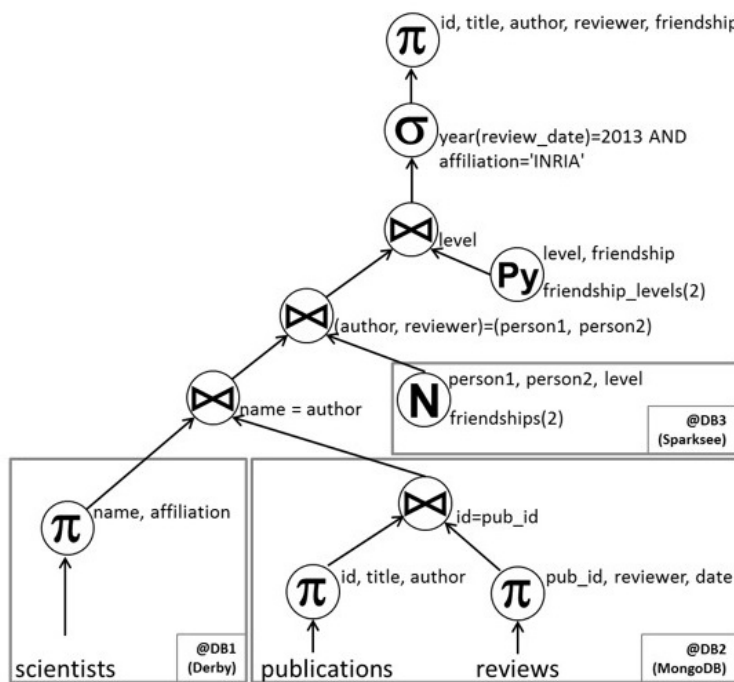 π id, title, author, reviewer, friendship
σ year(review_date)=2013 AND
affiliation='INRIA'
⋈ level
Py level, friendship
friendship_levels(2)
⋈ (author, reviewer)=(person1, person2)
N person1, person2, level
friendships(2)
@DB3
(Sparksee)
⋈ name = author
π name, affiliation
scientists
@DB1
(Derby)
⋈ id=pub_id
π id, title, author
π pub_id, reviewer, date
publications
reviews
@DB2
(MongoDB)